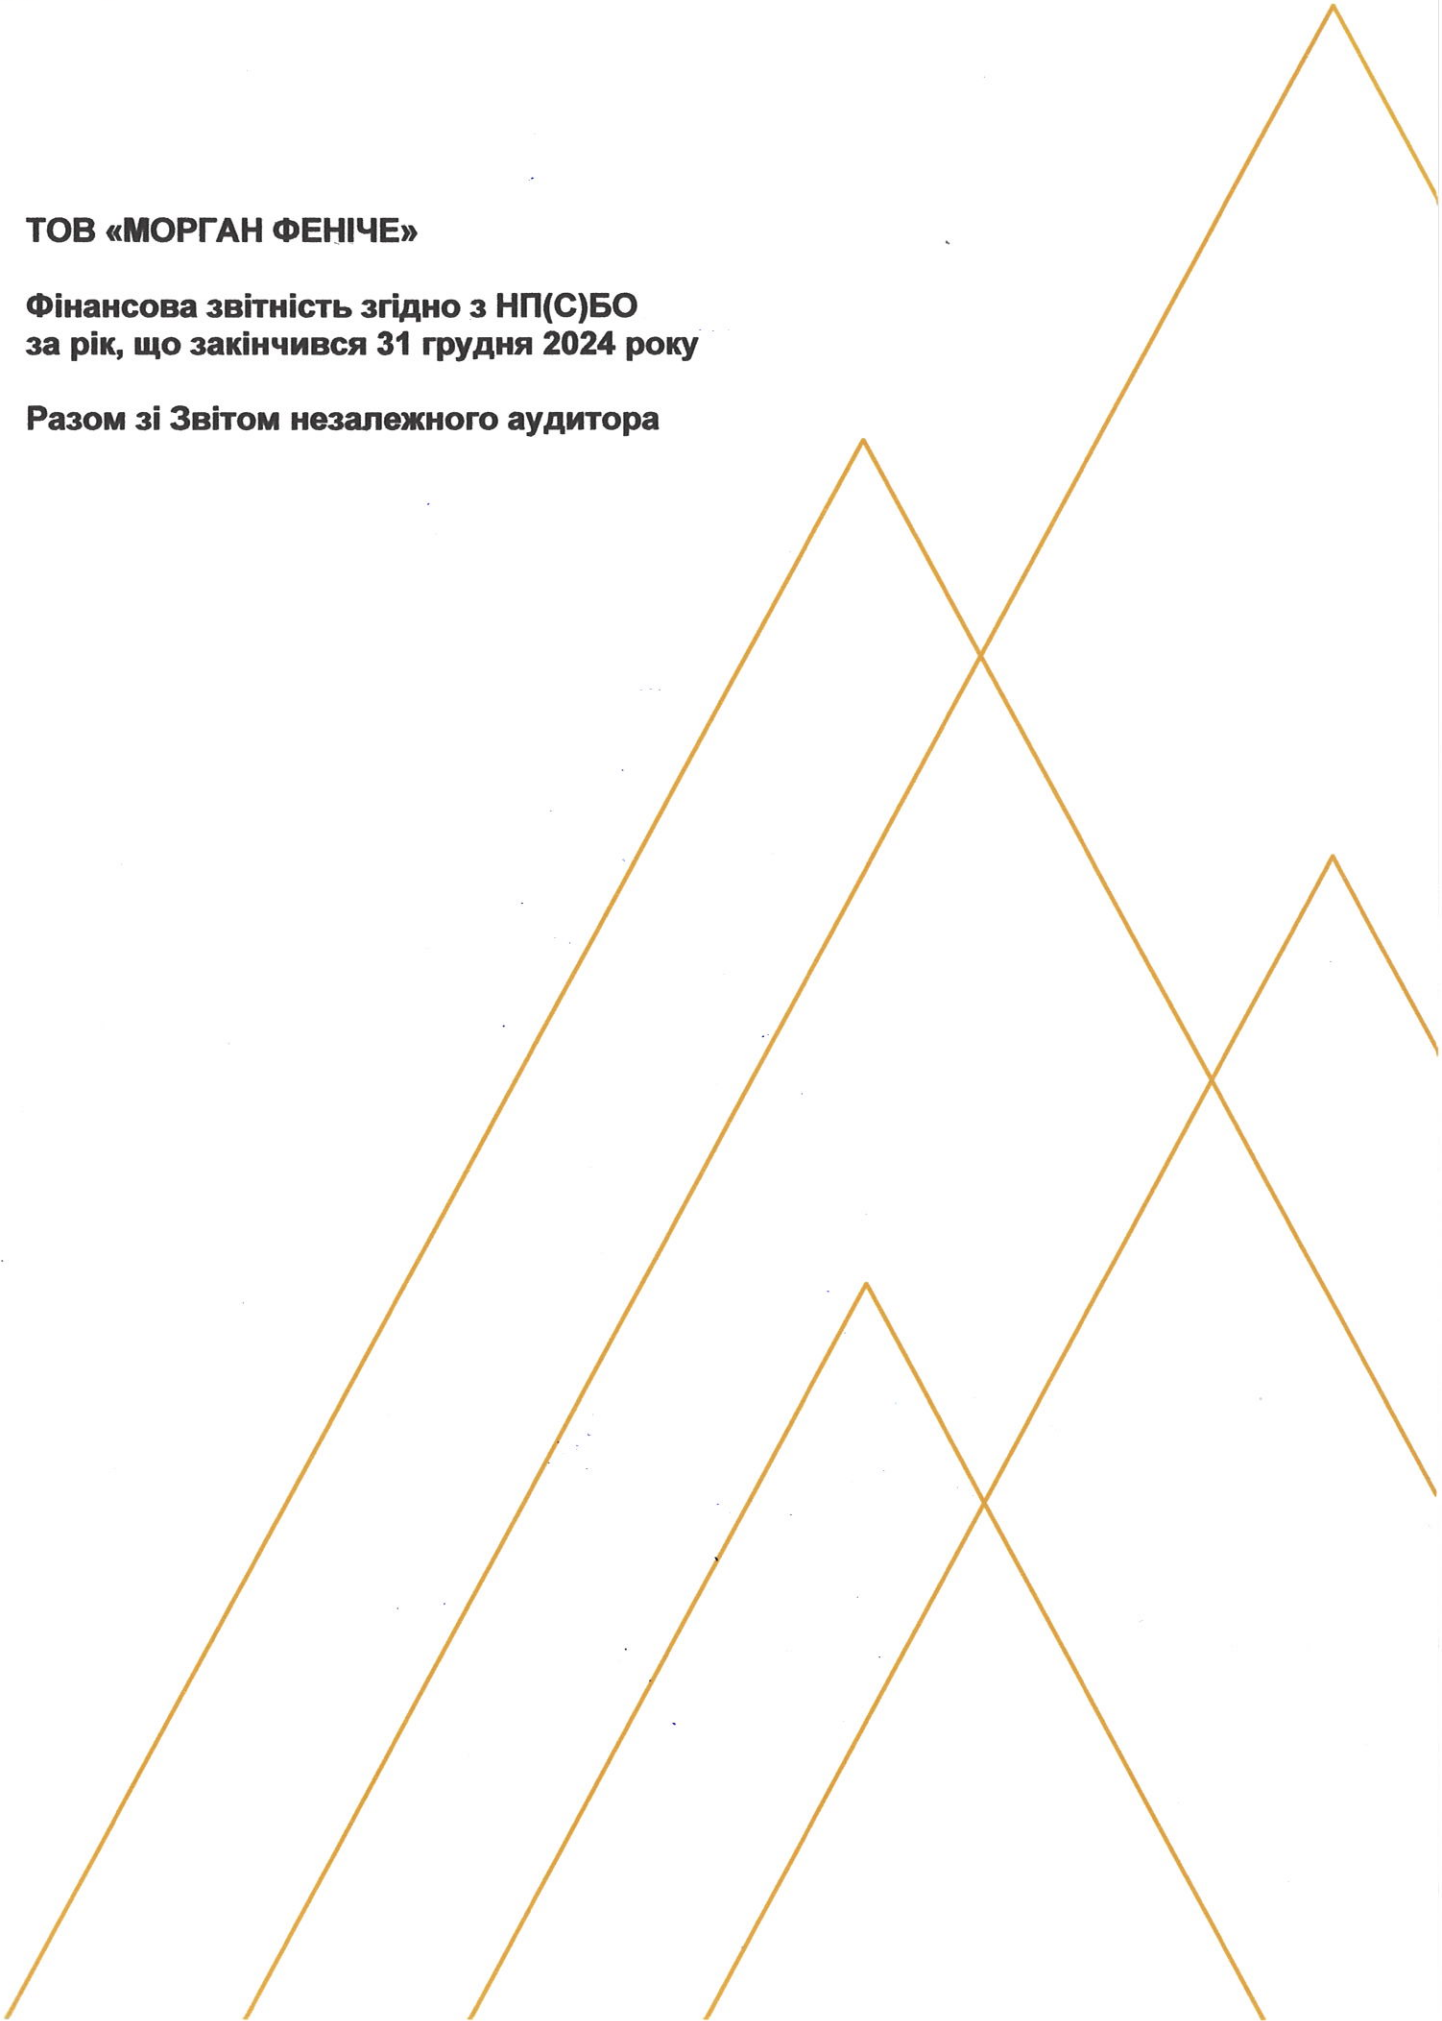 ТОВ «МОРГАН ФЕНІЧЕ»
Фінансова звітність згідно з НП(С)БО
за рік, що закінчився 31 грудня 2024 року
Разом зі Звітом незалежного аудитора